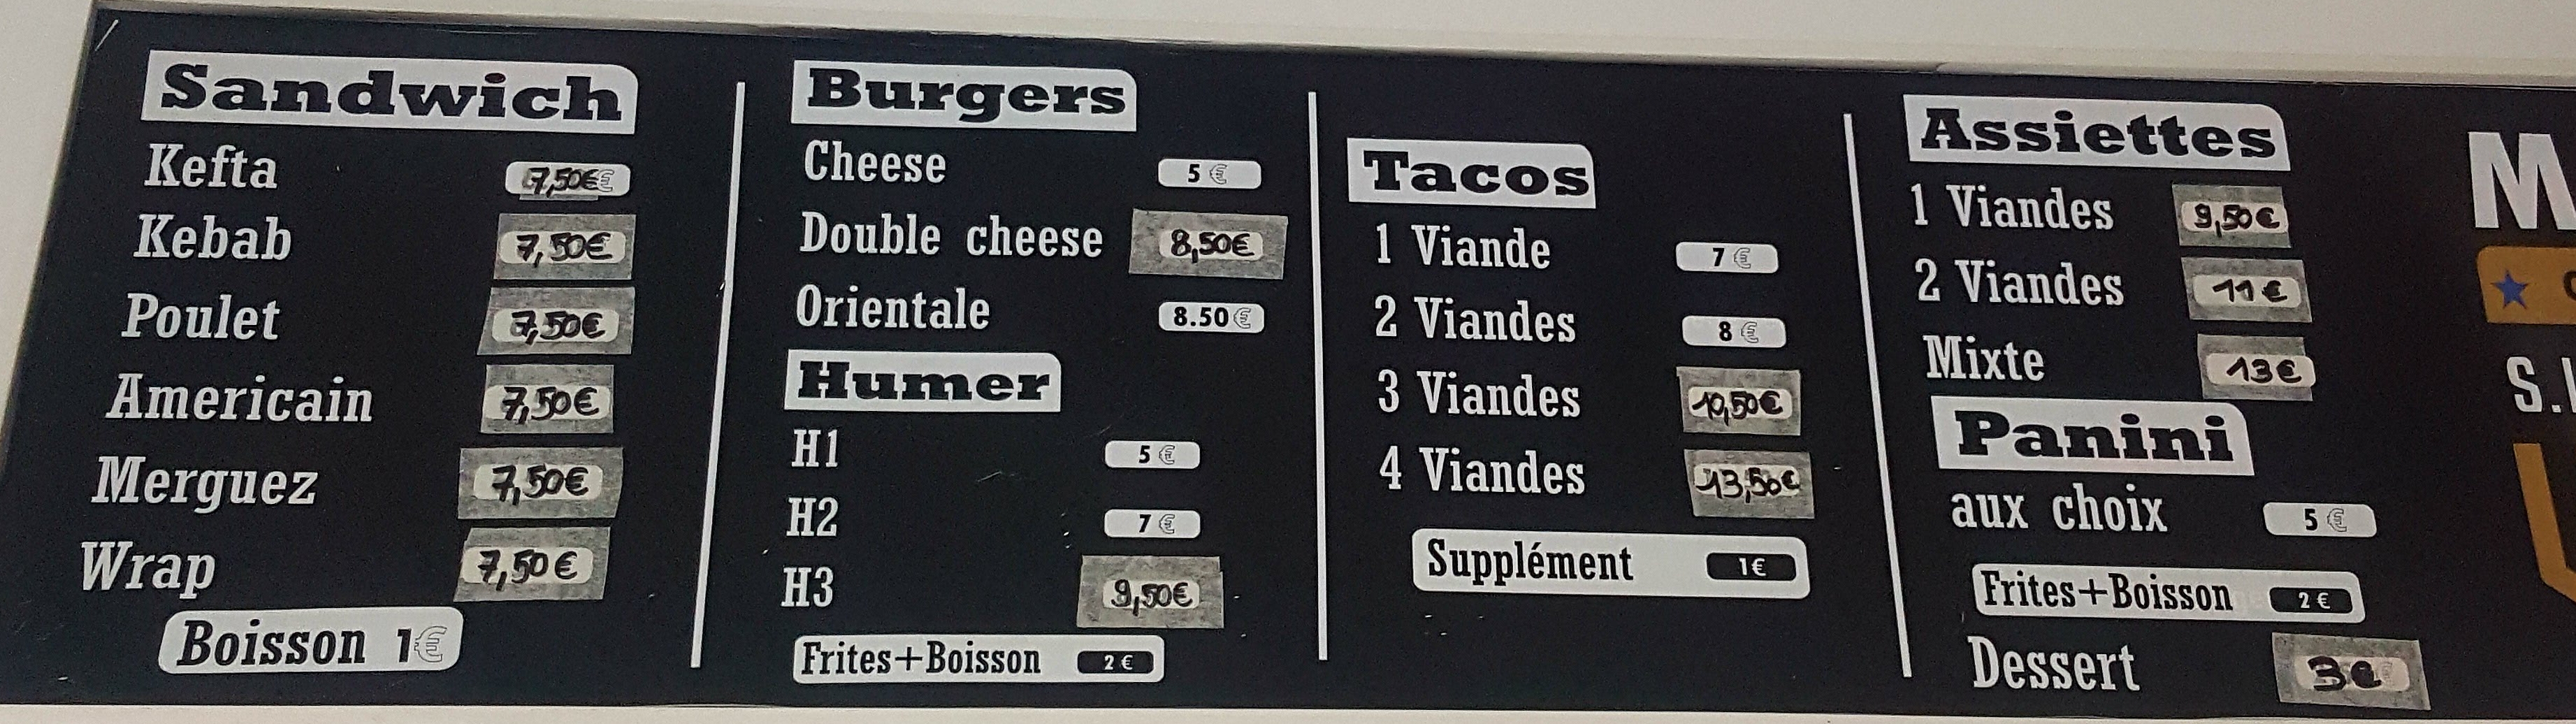 Sandwich
Kefta 7,50€
Kebab 7,50€
Poulet 7,50€
Americain 7,50€
Merguez 7,50€
Wrap 7,50€
Boisson 1€
Burgers
Cheese 5 €
Double cheese 8,50€
Orientale 8.50 €
Humer
H1 5 €
H2 7 €
H3 9,50€
Frites+Boisson 2 €
Tacos
1 Viande 7 €
2 Viandes 8 €
3 Viandes 10,50€
4 Viandes 13,50€
Supplément 1€
Assiettes
1 Viandes 9,50€
2 Viandes 11€
Mixte 13€
Panini
aux choix 5 €
Frites+Boisson 2 €
Dessert 3€
M
S.